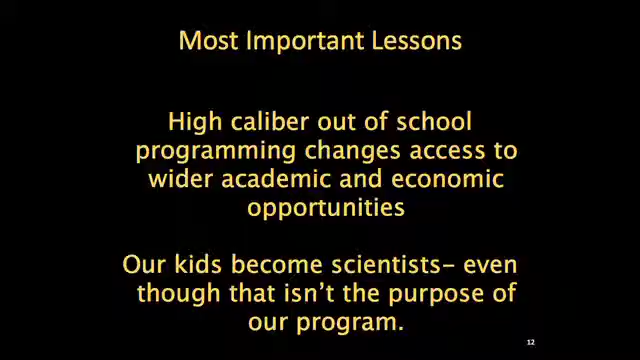 Most Important Lessons
High caliber out of school
programming changes access to
wider academic and economic
opportunities
Our kids become scientists– even
though that isn’t the purpose of
our program.
12